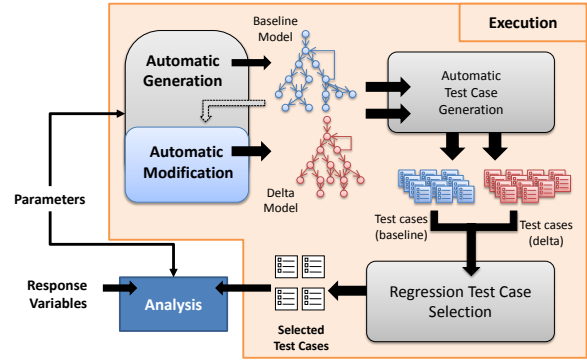 Execution
Baseline
Model
Automatic
Generation
Automatic
Test Case
Generation
Automatic
Modification
Delta
Model
Parameters
Test cases
(baseline)
Test cases
(delta)
Response
Variables
Analysis
Selected
Test Cases
Regression Test Case
Selection